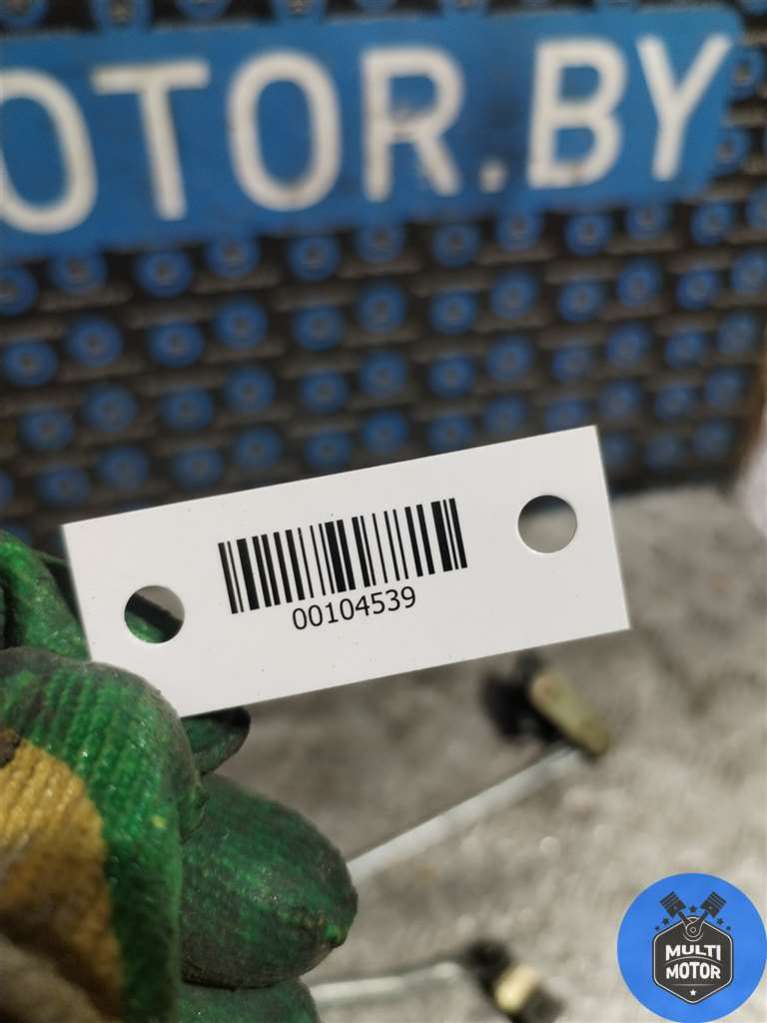 OTOR.BY
00104539
MULTI
MOTOR